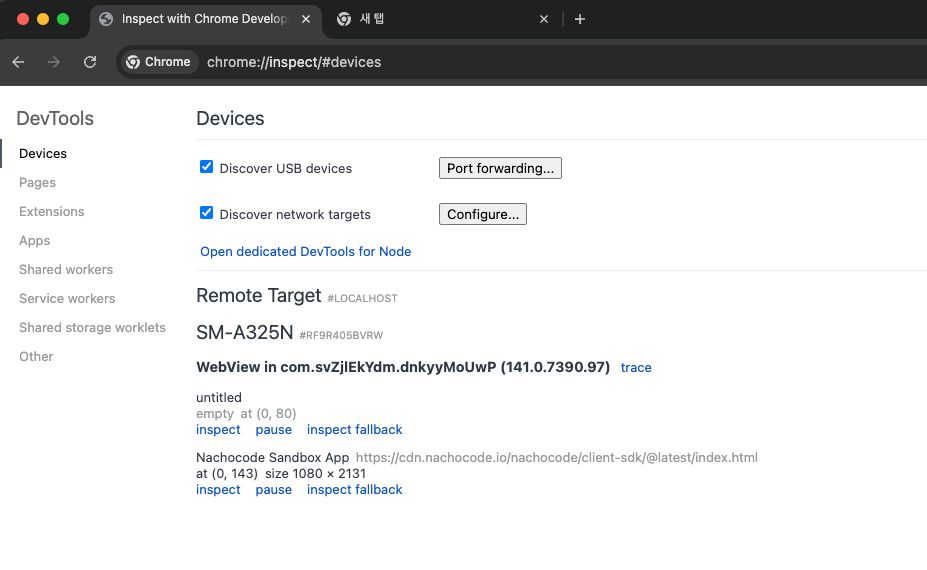 Inspect with Chrome Develop
새 탭
Chrome
chrome://inspect/#devices
DevTools
Devices
Pages
Extensions
Apps
Shared workers
Service workers
Shared storage worklets
Other
Devices
Discover USB devices
Port forwarding...
Discover network targets
Configure...
Open dedicated DevTools for Node
Remote Target #LOCALHOST
SM-A325N #RF9R405BVRW
WebView in com.svZjlEkYdm.dnkyyMoUwP (141.0.7390.97) trace
untitled
empty at (0, 80)
inspect pause inspect fallback
Nachocode Sandbox App https://cdn.nachocode.io/nachocode/client-sdk/@latest/index.html
at (0, 143) size 1080 × 2131
inspect pause inspect fallback